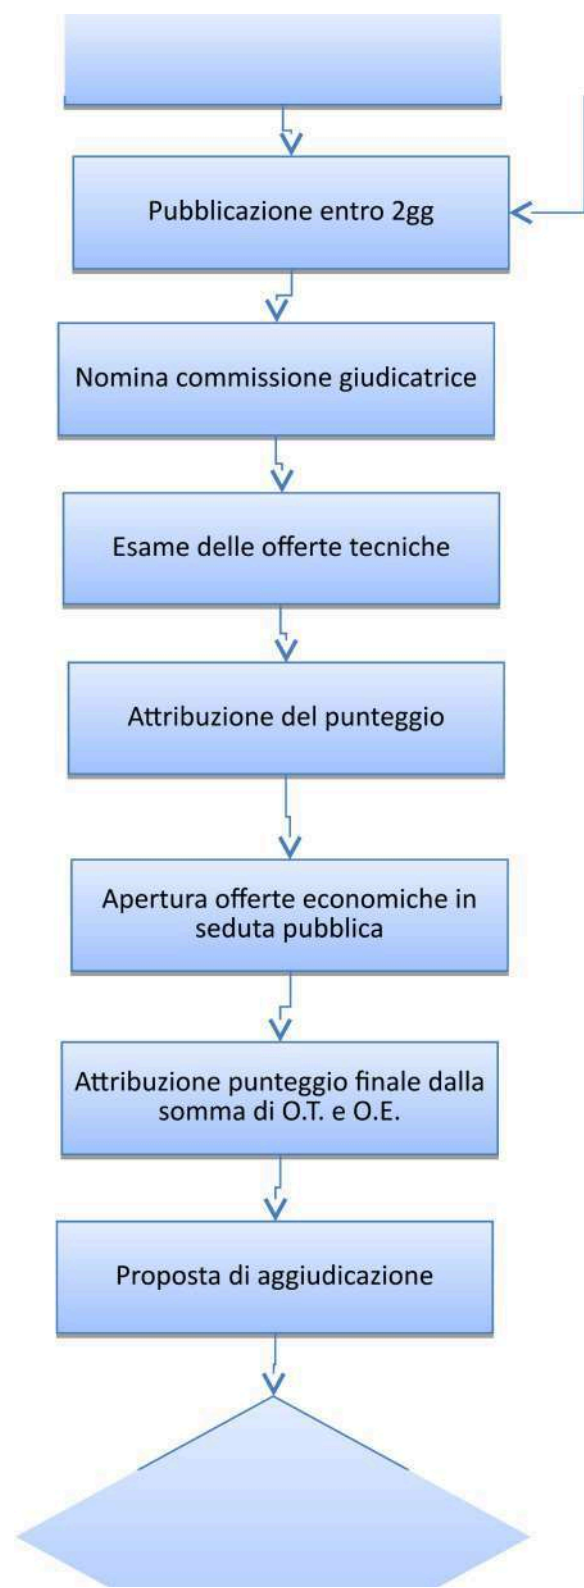 Pubblicazione entro 2gg
Nomina commissione giudicatrice
Esame delle offerte tecniche
Attribuzione del punteggio
Apertura offerte economiche in
seduta pubblica
Attribuzione punteggio finale dalla
somma di O.T. e O.E.
Proposta di aggiudicazione